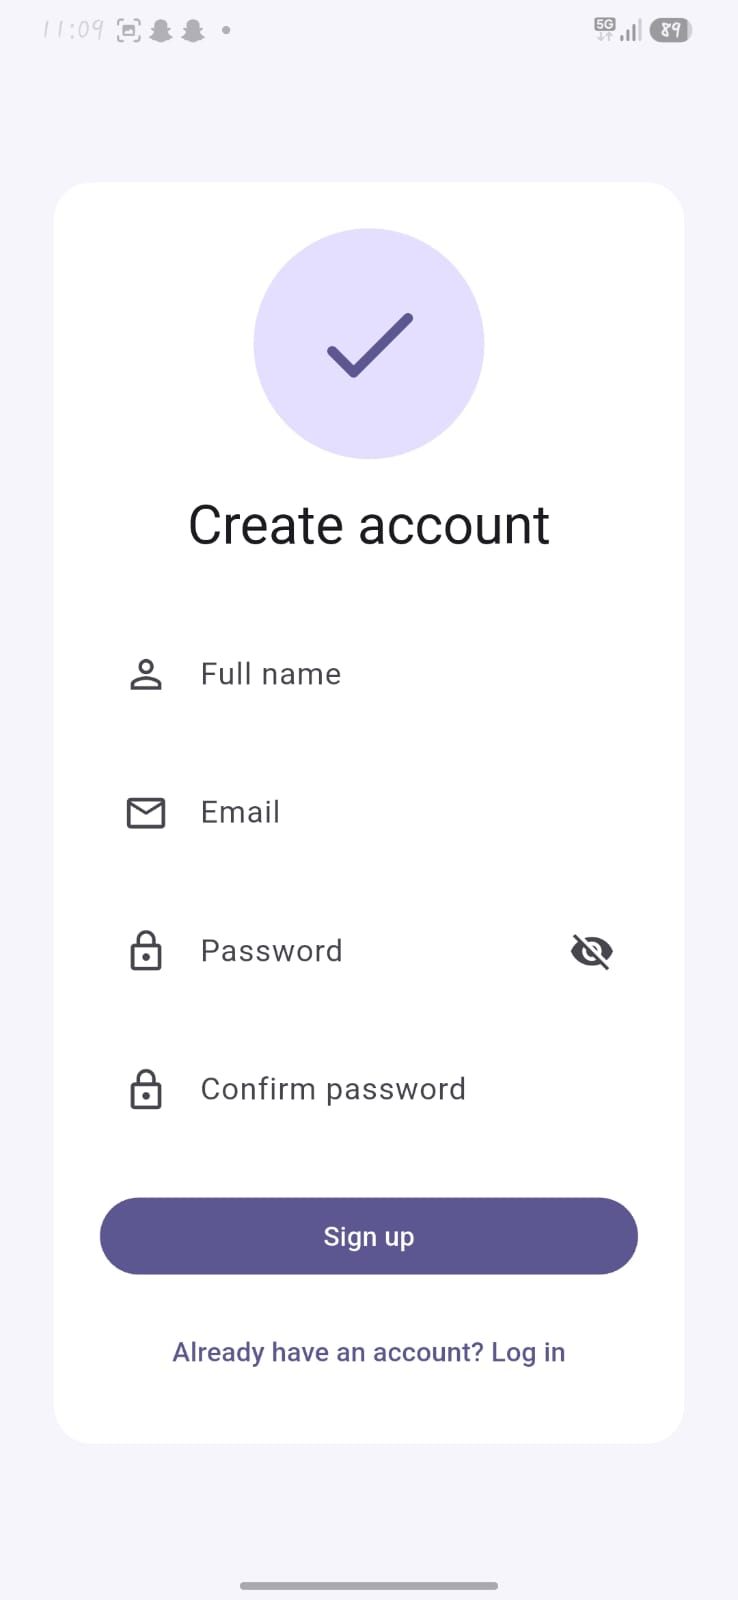 11:09 5G 89
Create account
Full name
Email
Password
Confirm password
Sign up
Already have an account? Log in